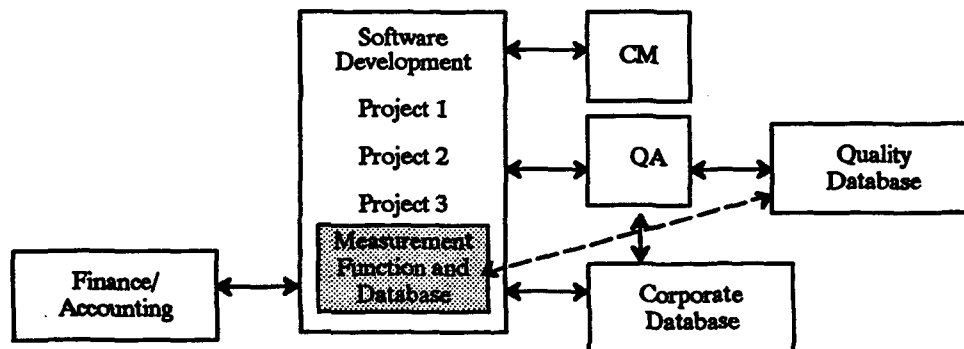 Software
Development
Project 1
Project 2
Project 3
Measurement
Function and
Database
CM
QA
Quality
Database
Finance/
Accounting
Corporate
Database